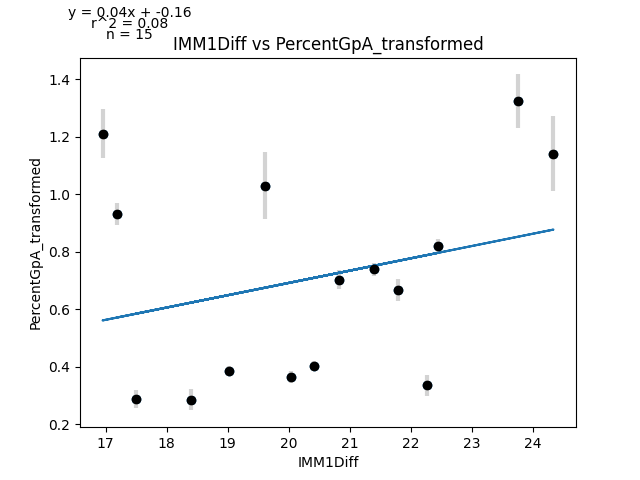 y = 0.04x + -0.16
r^2 = 0.08
n = 15
IMM1Diff vs PercentGpA_transformed
PercentGpA_transformed
1.4
1.2
1.0
0.8
0.6
0.4
0.2
17 18 19 20 21 22 23 24
IMM1Diff